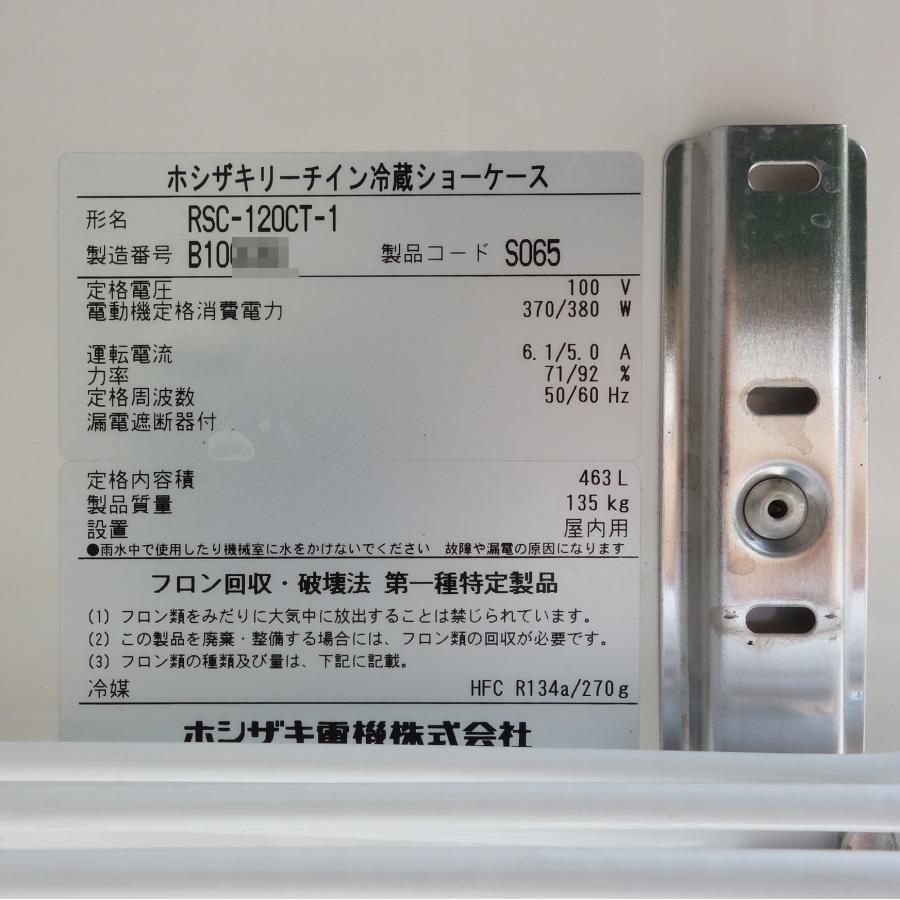 ホシザキリーチイン冷蔵ショーケース
形名 RSC-120CT-1
製造番号 B10 製品コード S065
定格電圧 100 V
電動機定格消費電力 370/380 W
運転電流 6.1/5.0 A
力率 71/92 %
定格周波数 50/60 Hz
漏電遮断器付
定格内容積 463 L
製品質量 135 kg
設置 屋内用
●雨水中で使用したり機械室に水をかけないでください 故障や漏電の原因になります
フロン回収・破壊法 第一種特定製品
(1) フロン類をみだりに大気中に放出することは禁じられています。
(2) この製品を廃棄・整備する場合には、フロン類の回収が必要です。
(3) フロン類の種類及び量は、下記に記載。
冷媒 HFC R134a/270g
ホシザキ電機株式会社